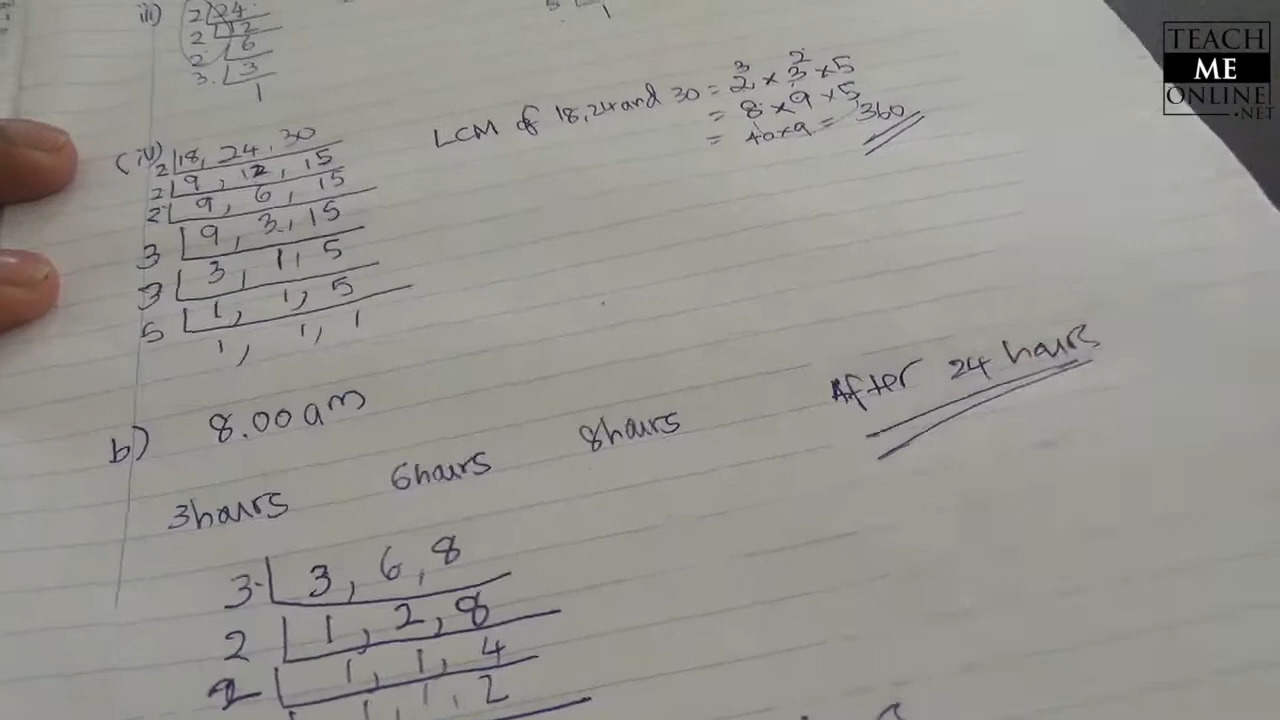 iii) 2 24
2 12
2 6
3 3
1
TEACH
ME
ONLINE
.NET
LCM of 18, 24 and 30 = 2³ × 3² × 5
= 8 × 9 × 5
= 40 × 9 = 360
(iv) 2 18, 24, 30
2 9, 12, 15
2 9, 6, 15
3 9, 3, 15
3 3, 1, 5
5 1, 1, 5
1, 1, 1
b) 8.00 am
3 hours 6 hours 8 hours After 24 hours
3 3, 6, 8
2 1, 2, 8
2 1, 1, 4
1, 1, 2